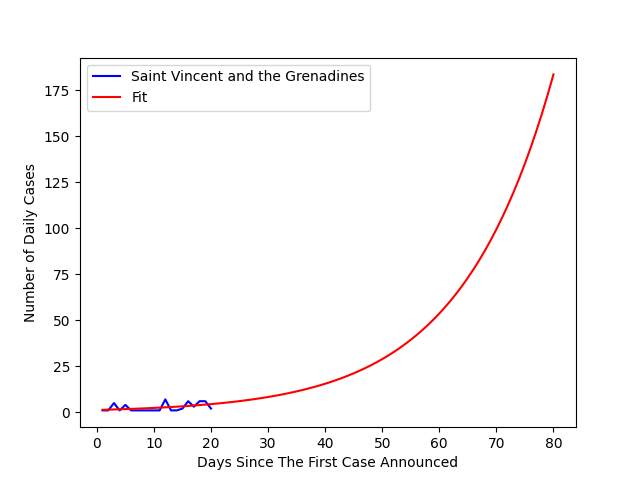 Saint Vincent and the Grenadines
Fit
175
150
125
100
75
50
25
0
Number of Daily Cases
0 10 20 30 40 50 60 70 80
Days Since The First Case Announced